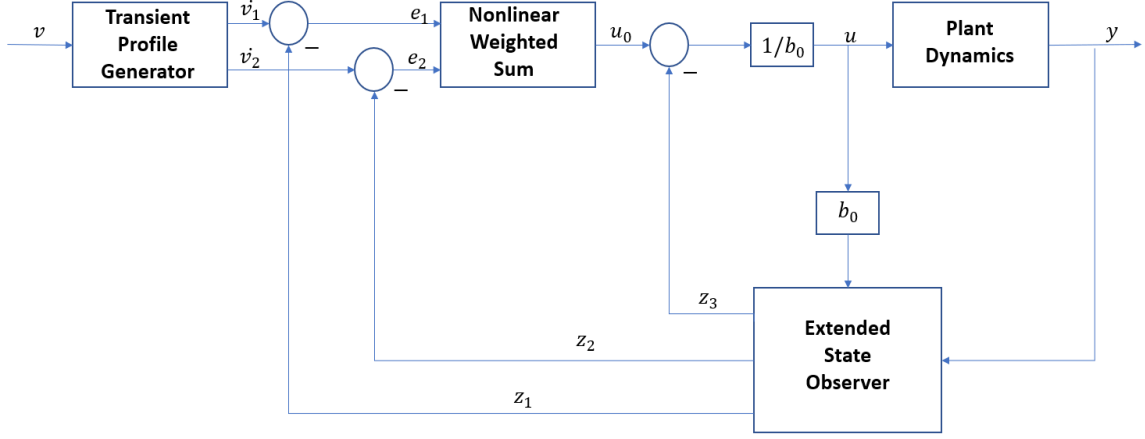 v
Transient
Profile
Generator
v̇₁
v̇₂
−
−
e₁
e₂
Nonlinear
Weighted
Sum
u₀
−
1/b₀
u
Plant
Dynamics
y
b₀
z₃
z₂
z₁
Extended
State
Observer